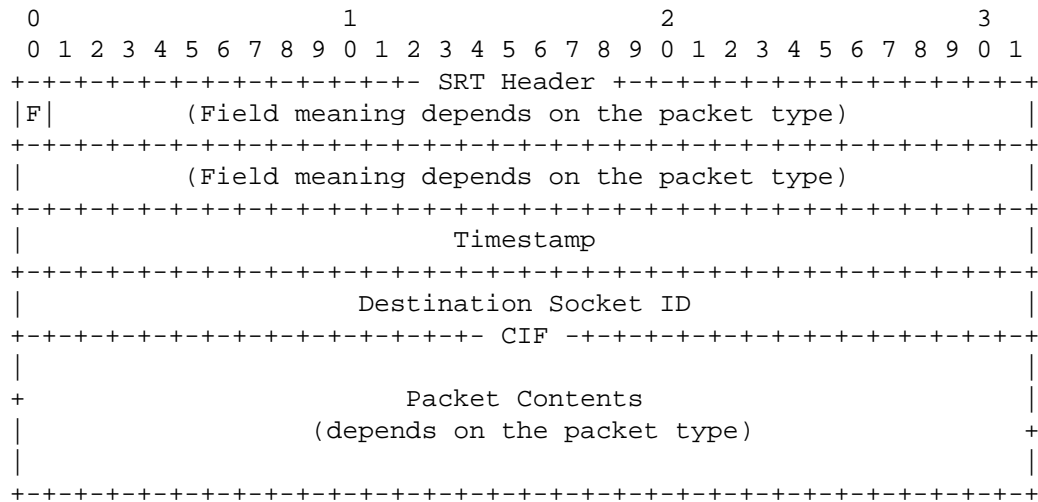 0                   1                   2                   3
 0 1 2 3 4 5 6 7 8 9 0 1 2 3 4 5 6 7 8 9 0 1 2 3 4 5 6 7 8 9 0 1
+-+-+-+-+-+-+-+-+-+-+-+-+- SRT Header +-+-+-+-+-+-+-+-+-+-+-+-+-+
|F|        (Field meaning depends on the packet type)           |
+-+-+-+-+-+-+-+-+-+-+-+-+-+-+-+-+-+-+-+-+-+-+-+-+-+-+-+-+-+-+-+-+
|          (Field meaning depends on the packet type)           |
+-+-+-+-+-+-+-+-+-+-+-+-+-+-+-+-+-+-+-+-+-+-+-+-+-+-+-+-+-+-+-+-+
|                           Timestamp                           |
+-+-+-+-+-+-+-+-+-+-+-+-+-+-+-+-+-+-+-+-+-+-+-+-+-+-+-+-+-+-+-+-+
|                     Destination Socket ID                     |
+-+-+-+-+-+-+-+-+-+-+-+-+-+-+- CIF -+-+-+-+-+-+-+-+-+-+-+-+-+-+-+
|                                                               |
+                        Packet Contents                        |
|                  (depends on the packet type)                 +
|                                                               |
+-+-+-+-+-+-+-+-+-+-+-+-+-+-+-+-+-+-+-+-+-+-+-+-+-+-+-+-+-+-+-+-+